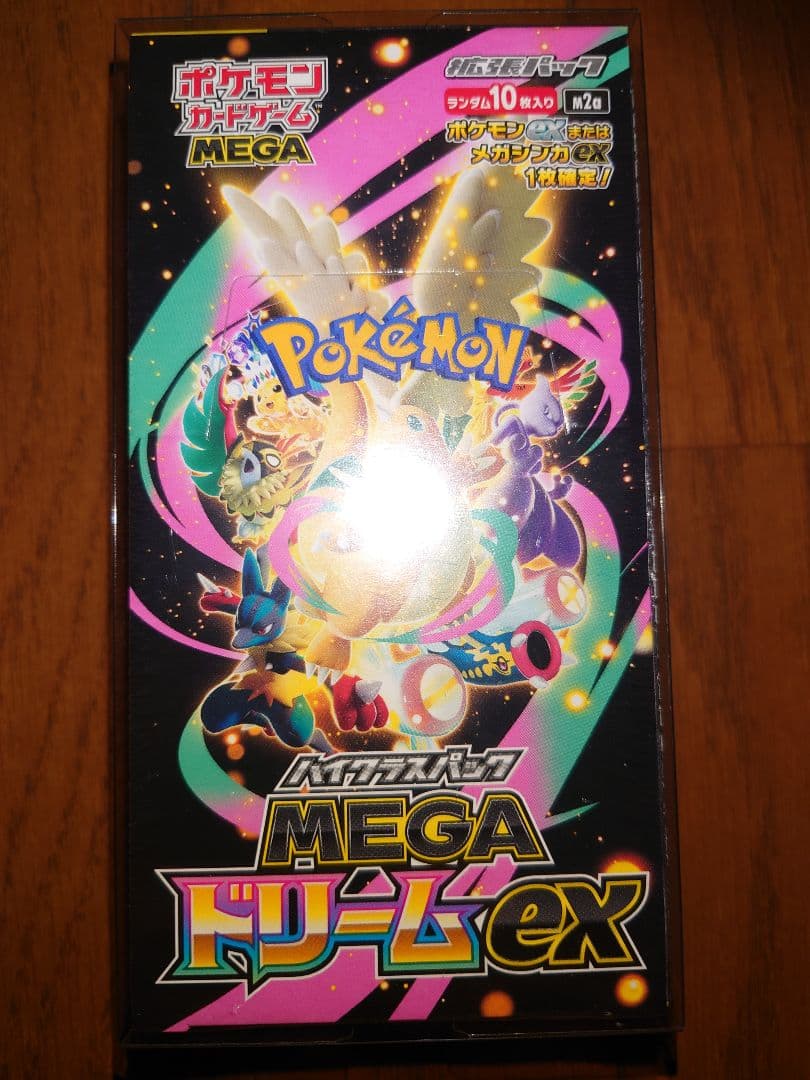 ポケモン
カードゲーム™
MEGA
拡張パック
ランダム10枚入り
M2a
ポケモンexまたは
メガシンカex
1枚確定!
POKéMON
ハイクラスパック
MEGA
ドリームex